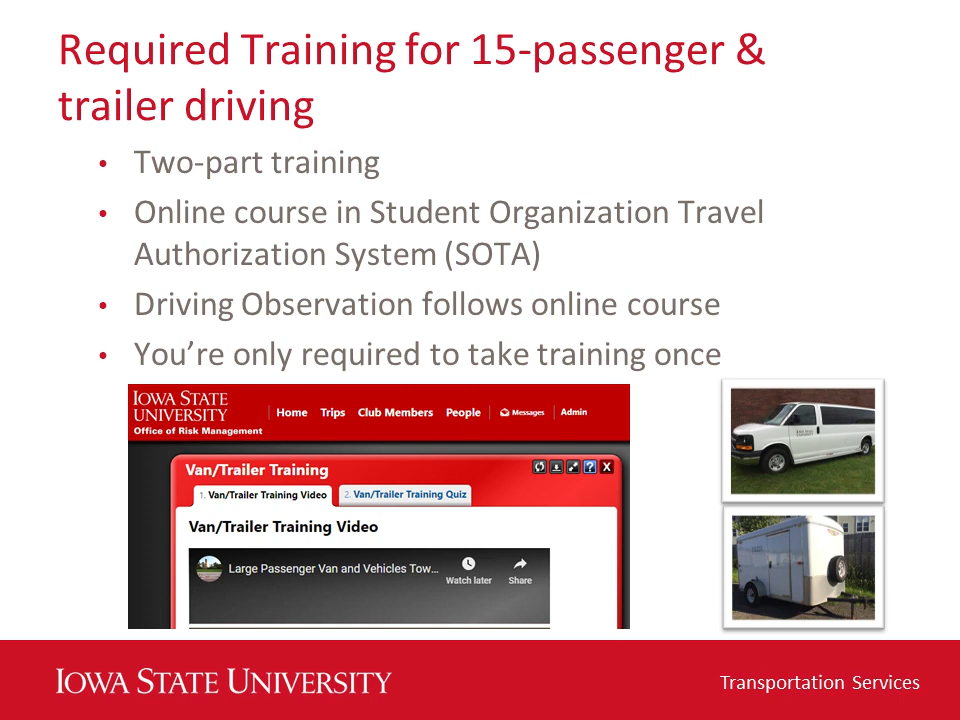 Required Training for 15-passenger &
trailer driving
• Two-part training
• Online course in Student Organization Travel
Authorization System (SOTA)
• Driving Observation follows online course
• You’re only required to take training once
IOWA STATE
UNIVERSITY
Office of Risk Management
Home Trips Club Members People Messages Admin
Van/Trailer Training
1. Van/Trailer Training Video 2. Van/Trailer Training Quiz
Van/Trailer Training Video
Large Passenger Van and Vehicles Tow...
Watch later Share
IOWA STATE UNIVERSITY
Transportation Services